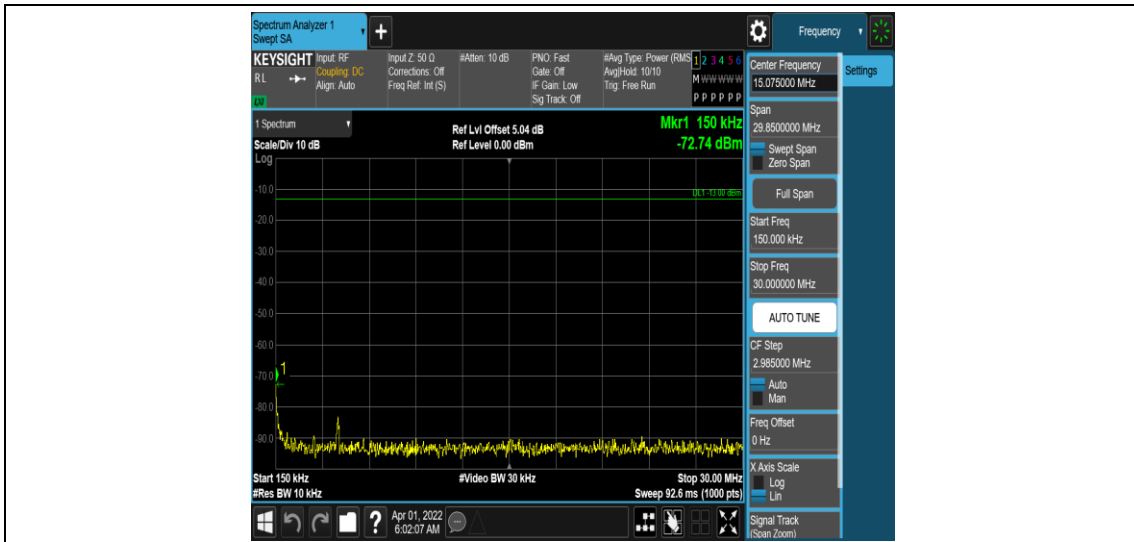 Spectrum Analyzer 1
Swept SA
+
Frequency
KEYSIGHT
RL
LXI
Input: RF
Coupling: DC
Align: Auto
Input Z: 50 Ω
Corrections: Off
Freq Ref: Int (S)
#Atten: 10 dB
PNO: Fast
Gate: Off
IF Gain: Low
Sig Track: Off
#Avg Type: Power (RMS
Avg|Hold: 10/10
Trig: Free Run
1 2 3 4 5 6
M W W W W W
P P P P P P
1 Spectrum
Scale/Div 10 dB
Log
Ref Lvl Offset 5.04 dB
Ref Level 0.00 dBm
Mkr1 150 kHz
-72.74 dBm
DL1 -13.00 dBm
-10.0
-20.0
-30.0
-40.0
-50.0
-60.0
-70.0
1
-80.0
-90.0
Start 150 kHz
#Res BW 10 kHz
#Video BW 30 kHz
Stop 30.00 MHz
Sweep 92.6 ms (1000 pts)
?
Apr 01, 2022
6:02:07 AM
Center Frequency
15.075000 MHz
Settings
Span
29.8500000 MHz
Swept Span
Zero Span
Full Span
Start Freq
150.000 kHz
Stop Freq
30.000000 MHz
AUTO TUNE
CF Step
2.985000 MHz
Auto
Man
Freq Offset
0 Hz
X Axis Scale
Log
Lin
Signal Track
(Span Zoom)